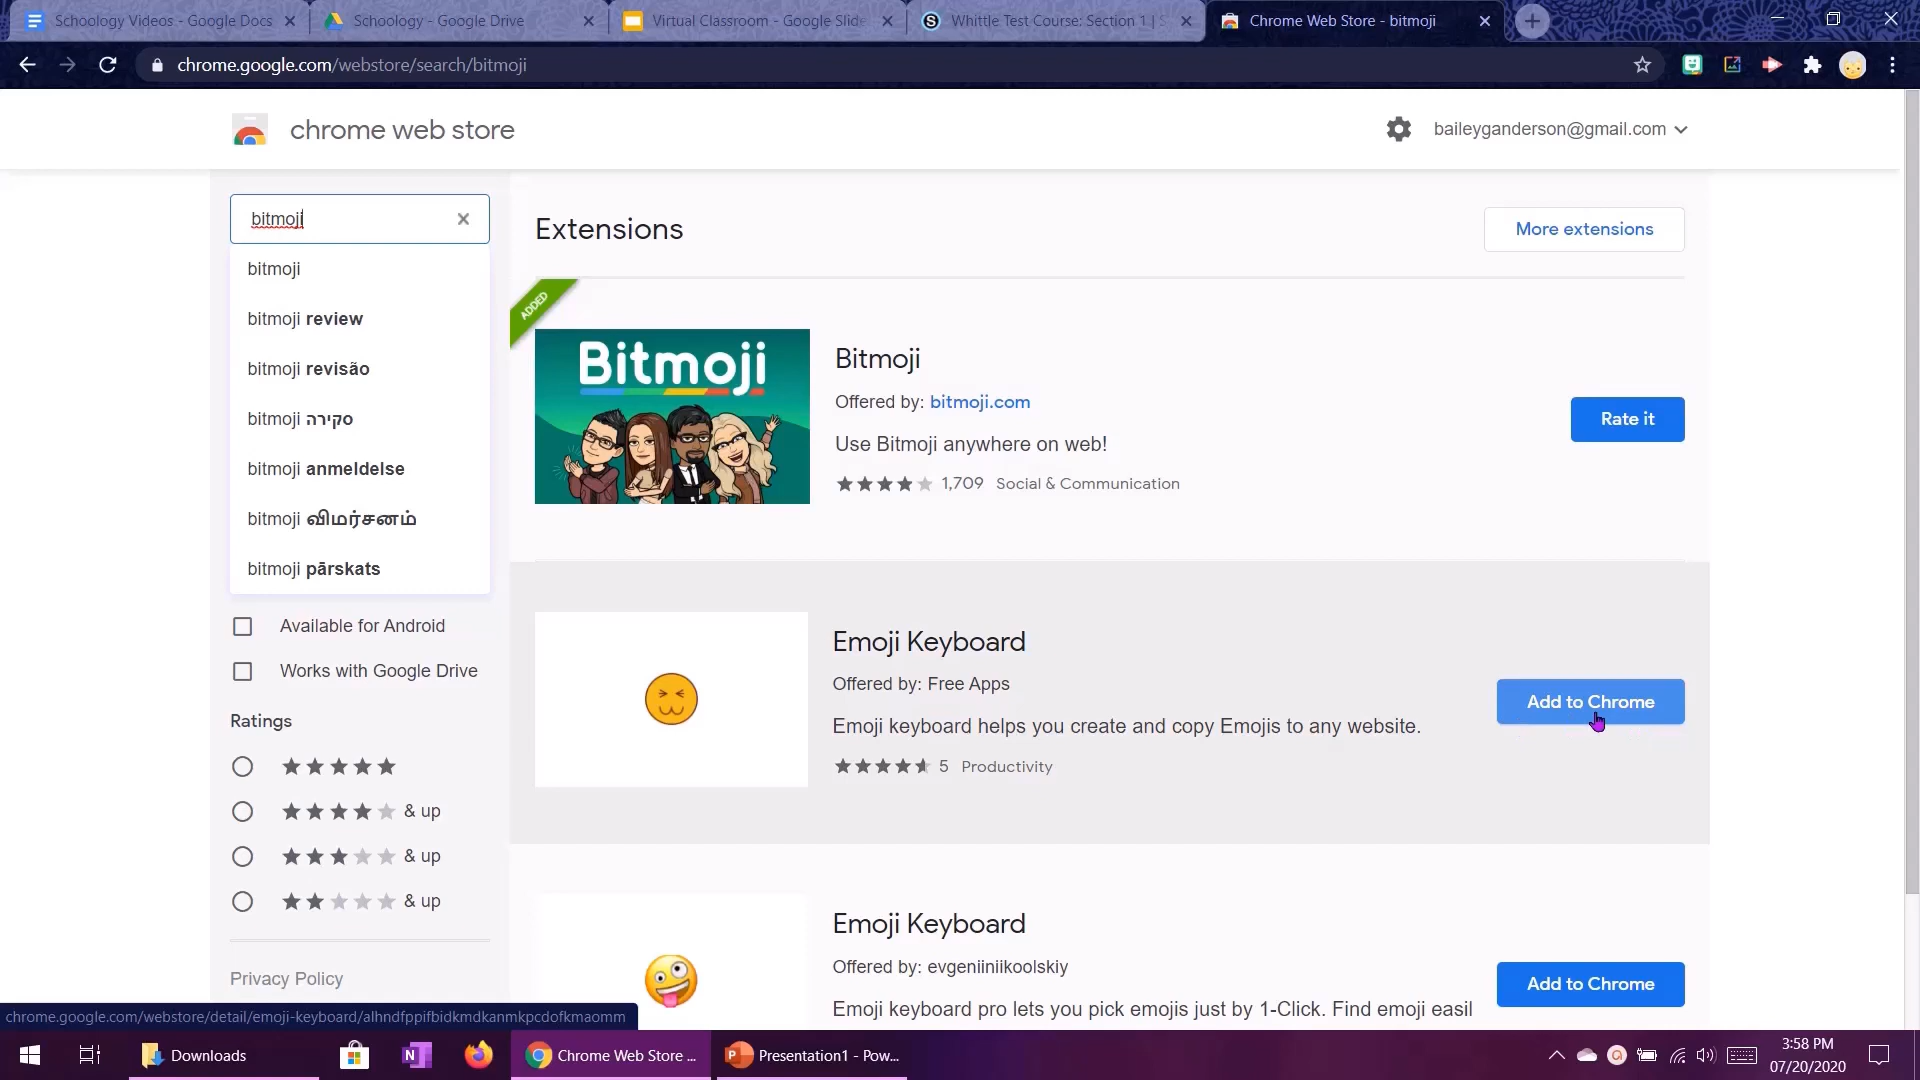 Schoology Videos - Google Docs
Schoology - Google Drive
Virtual Classroom - Google Slide
Whittle Test Course: Section 1 | S
Chrome Web Store - bitmoji
chrome.google.com/webstore/search/bitmoji
chrome web store
baileyganderson@gmail.com
bitmoji
bitmoji
bitmoji review
bitmoji revisão
bitmoji סקירה
bitmoji anmeldelse
bitmoji விமர்சனம்
bitmoji pārskats
Available for Android
Works with Google Drive
Ratings
& up
& up
& up
Privacy Policy
Extensions
More extensions
ADDED
Bitmoji
Bitmoji
Offered by: bitmoji.com
Use Bitmoji anywhere on web!
1,709 Social & Communication
Rate it
Emoji Keyboard
Offered by: Free Apps
Emoji keyboard helps you create and copy Emojis to any website.
5 Productivity
Add to Chrome
Emoji Keyboard
Offered by: evgeniiniikoolskiy
Emoji keyboard pro lets you pick emojis just by 1-Click. Find emoji easil
Add to Chrome
chrome.google.com/webstore/detail/emoji-keyboard/alhndfppifbidkmdkanmkpcdofkmaomm
Downloads
Chrome Web Store ...
Presentation1 - Pow...
3:58 PM
07/20/2020